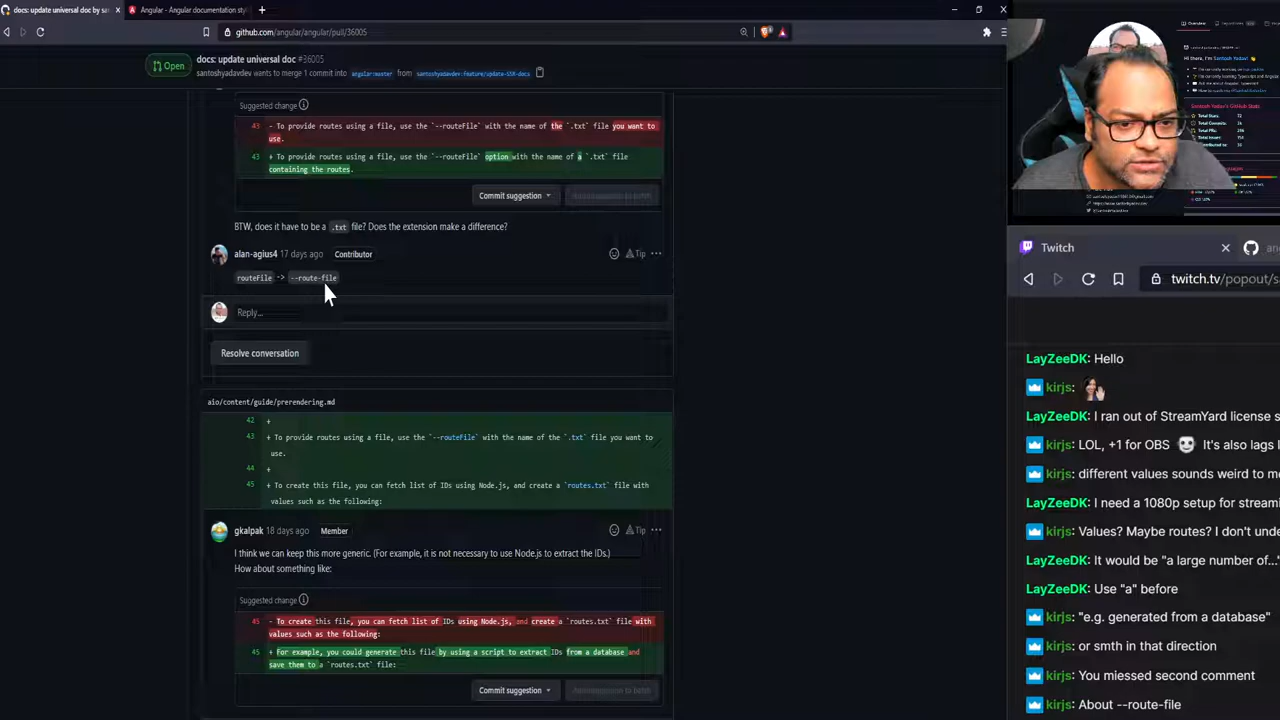 docs: update universal doc by sa
Angular - Angular documentation sty
github.com/angular/angular/pull/36005
Open
docs: update universal doc #36005
santoshyadavdev wants to merge 1 commit into angular:master from santoshyadavdev:feature/update-SSR-docs
Suggested change
43 - To provide routes using a file, use the `--routeFile` with the name of the `.txt` file you want to
use.
43 + To provide routes using a file, use the `--routeFile` option with the name of a `.txt` file
containing the routes.
Commit suggestion
BTW, does it have to be a .txt file? Does the extension make a difference?
alan-agius4 17 days ago Contributor
Tip
routeFile -> --route-file
Reply...
Resolve conversation
aio/content/guide/prerendering.md
42 +
43 + To provide routes using a file, use the `--routeFile` with the name of the `.txt` file you want to
use.
44 +
45 + To create this file, you can fetch list of IDs using Node.js, and create a `routes.txt` file with
values such as the following:
gkalpak 18 days ago Member
Tip
I think we can keep this more generic. (For example, it is not necessary to use Node.js to extract the IDs.)
How about something like:
Suggested change
45 - To create this file, you can fetch list of IDs using Node.js, and create a `routes.txt` file with
values such as the following:
45 + For example, you could generate this file by using a script to extract IDs from a database and
save them to a `routes.txt` file:
Commit suggestion
Overview
Hi there, I'm Santosh Yadav
Santosh Yadav's GitHub Stats
Twitch
an
twitch.tv/popout/s
LayZeeDK: Hello
kirjs:
LayZeeDK: I ran out of StreamYard license s
kirjs: LOL, +1 for OBS It's also lags l
kirjs: different values sounds weird to me
LayZeeDK: I need a 1080p setup for streami
LayZeeDK: Values? Maybe routes? I don't unde
LayZeeDK: It would be "a large number of..."
LayZeeDK: Use "a" before
kirjs: "e.g. generated from a database"
kirjs: or smth in that direction
kirjs: You miessed second comment
kirjs: About --route-file